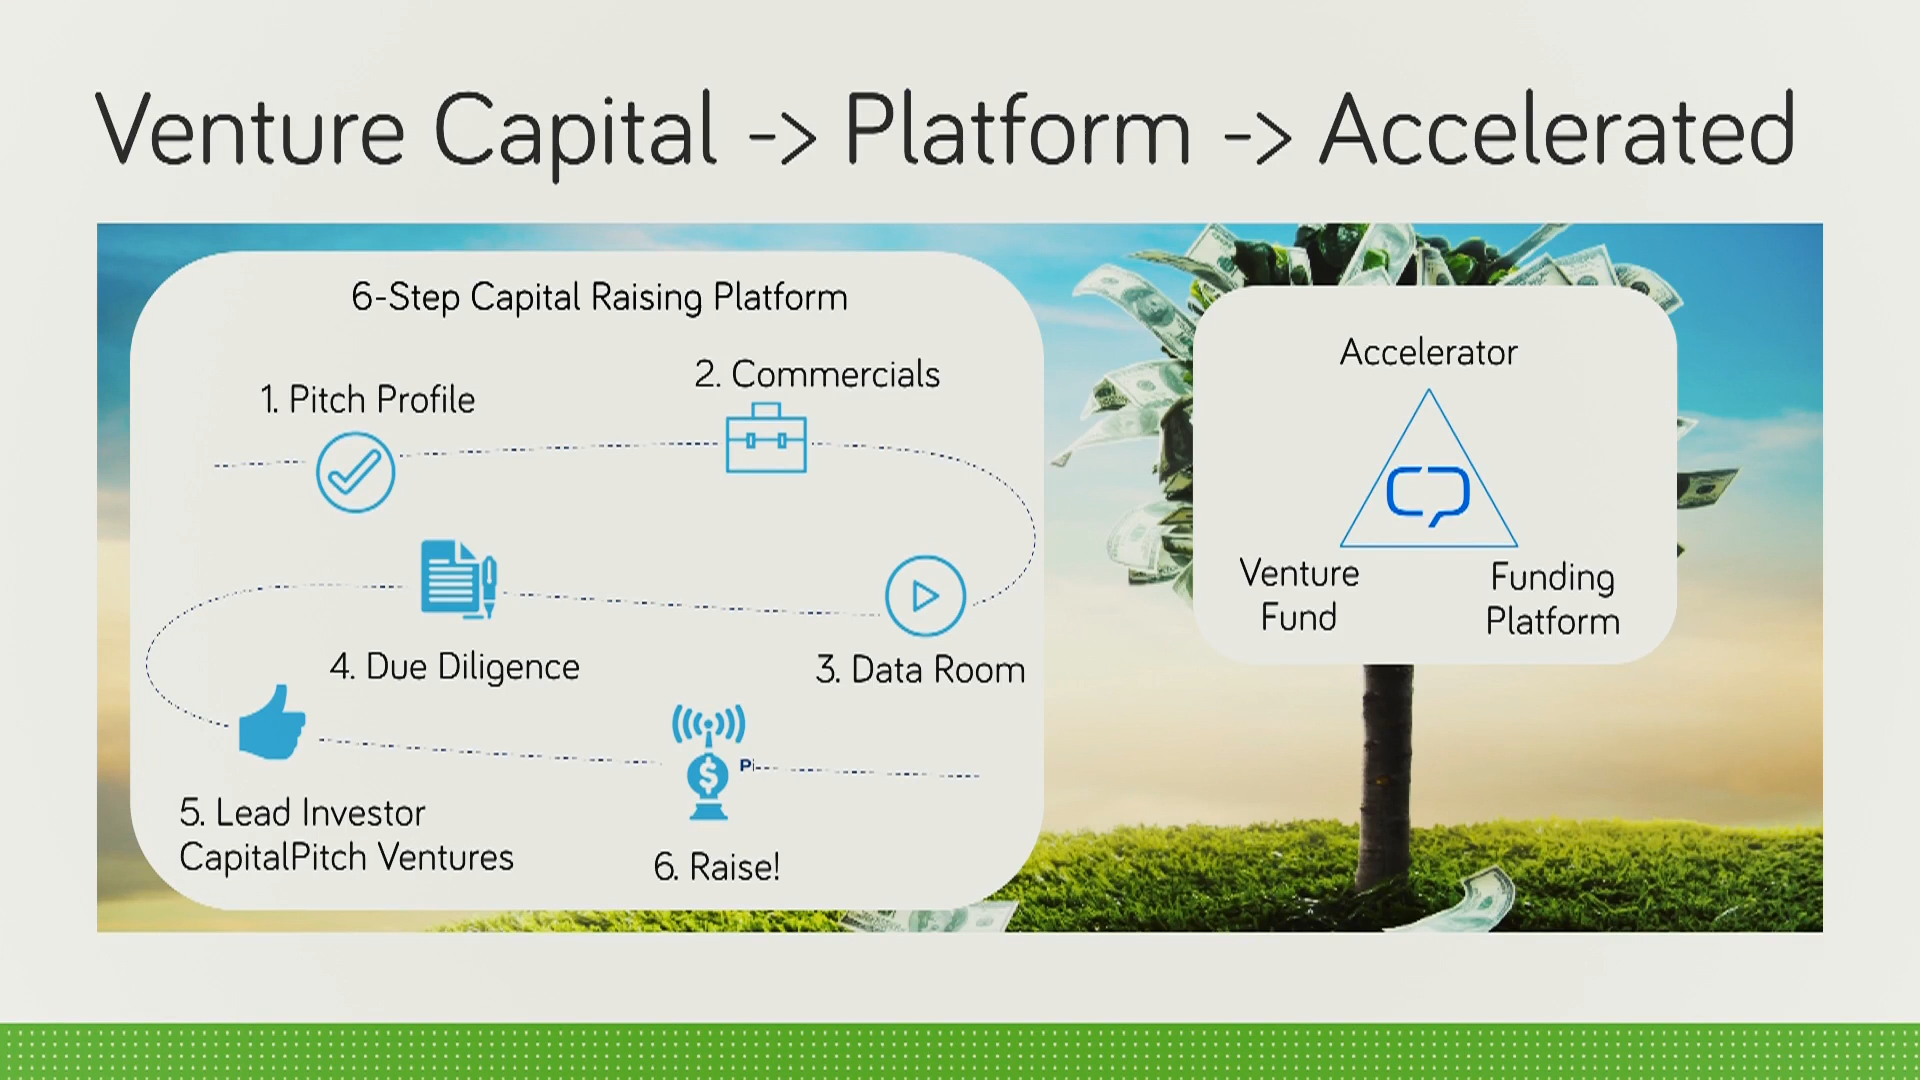 Venture Capital -> Platform -> Accelerated
6-Step Capital Raising Platform
1. Pitch Profile
2. Commercials
3. Data Room
4. Due Diligence
5. Lead Investor
CapitalPitch Ventures
Pi
6. Raise!
Accelerator
Venture
Fund
Funding
Platform